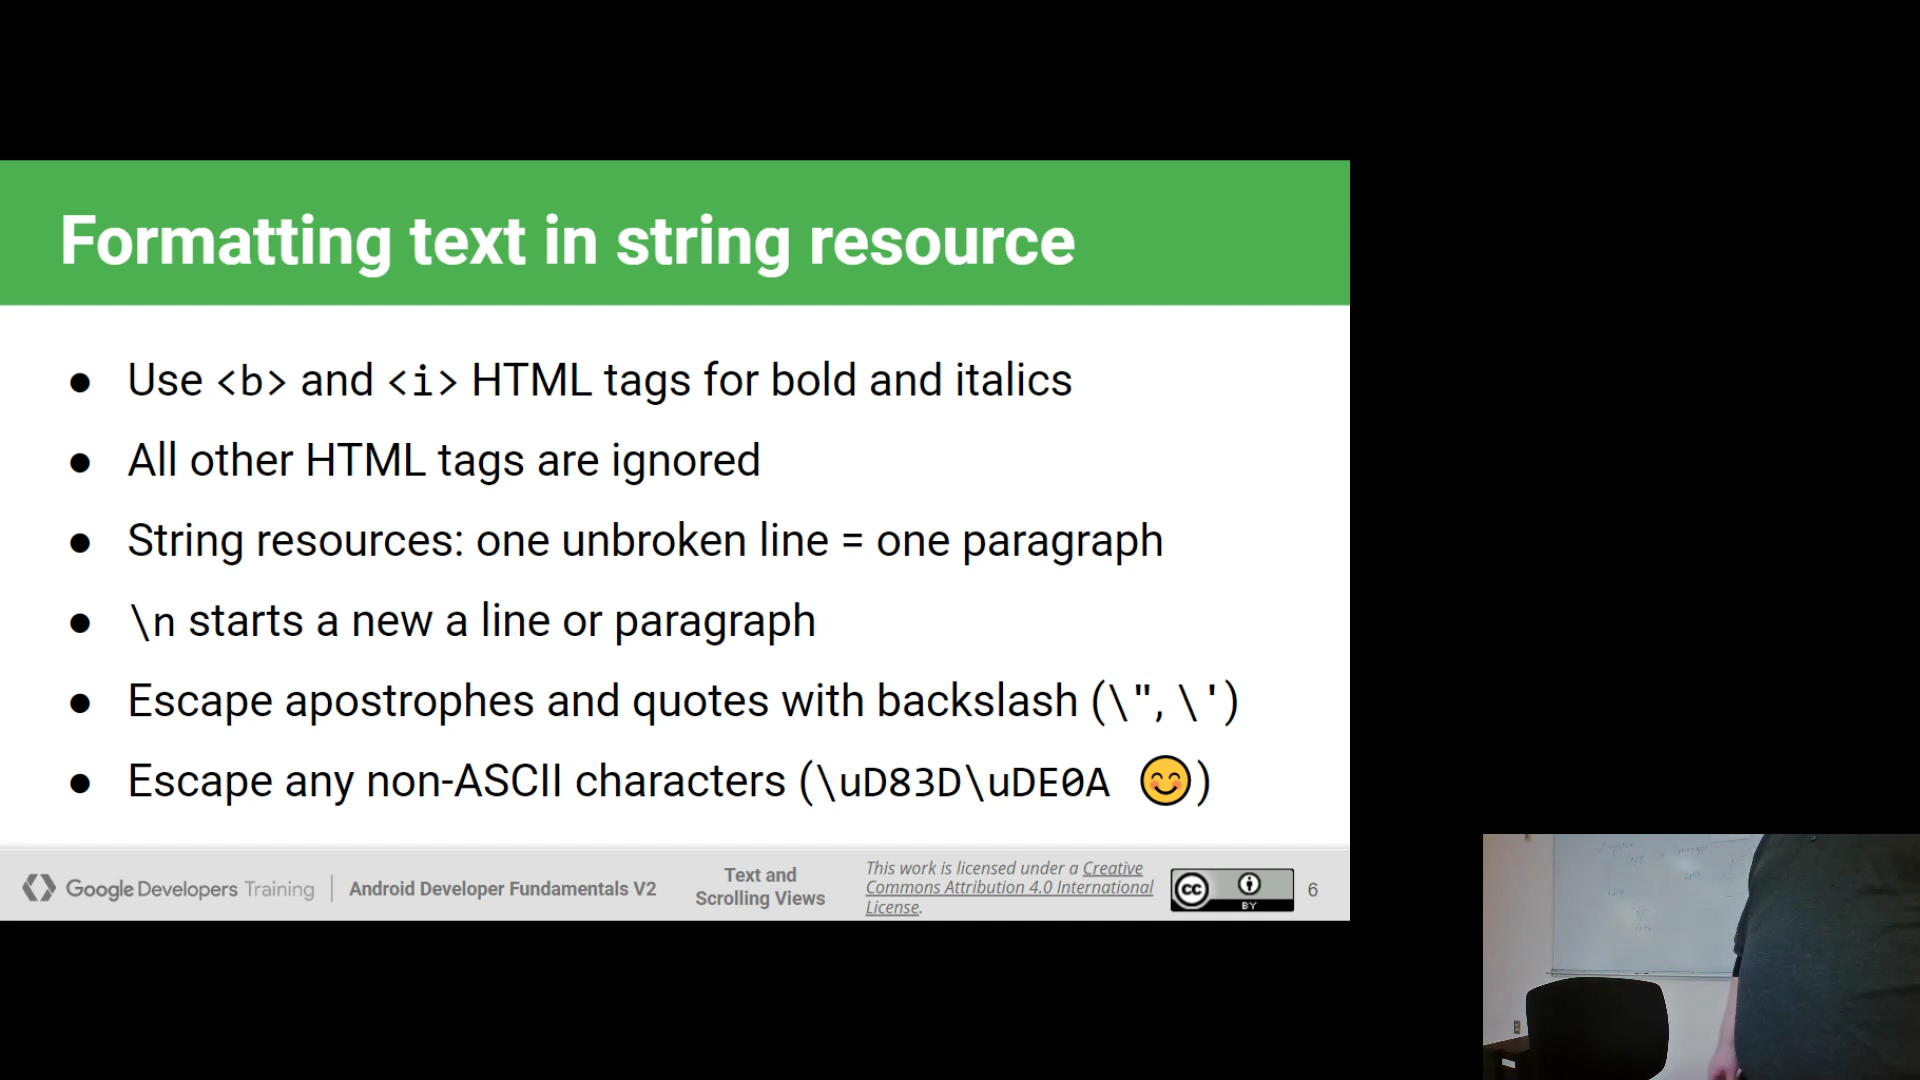 Formatting text in string resource
● Use <b> and <i> HTML tags for bold and italics
● All other HTML tags are ignored
● String resources: one unbroken line = one paragraph
● \n starts a new a line or paragraph
● Escape apostrophes and quotes with backslash (\", \')
● Escape any non-ASCII characters (\uD83D\uDE0A 😊)
Google Developers Training
Android Developer Fundamentals V2
Text and
Scrolling Views
This work is licensed under a Creative
Commons Attribution 4.0 International
License.
cc
BY
6